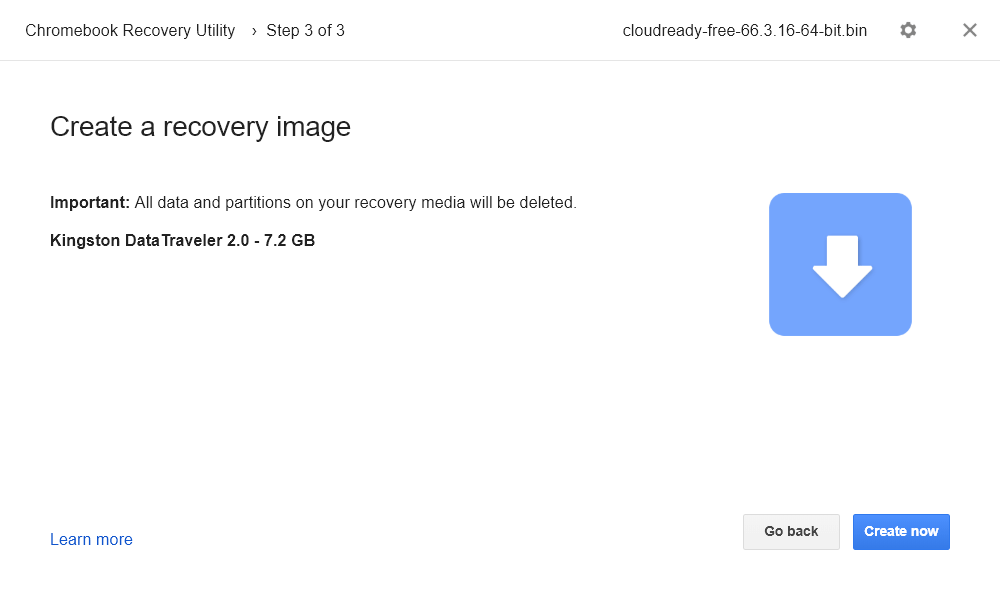 Chromebook Recovery Utility › Step 3 of 3 cloudready-free-66.3.16-64-bit.bin
Create a recovery image
Important: All data and partitions on your recovery media will be deleted.
Kingston DataTraveler 2.0 - 7.2 GB
Learn more Go back Create now